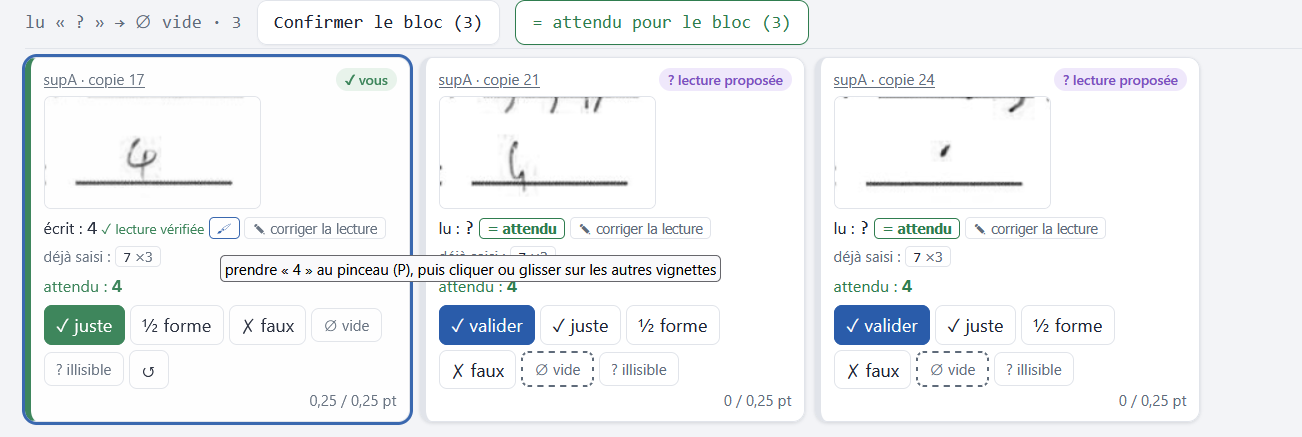 lu « ? » → ∅ vide · 3 Confirmer le bloc (3) = attendu pour le bloc (3)
supA · copie 17 ✓ vous
4
écrit : 4 ✓ lecture vérifiée 🖌 ✎ corriger la lecture
déjà saisi : 7 ×3
attendu : 4
✓ juste ½ forme ✗ faux ∅ vide
? illisible ↺
0,25 / 0,25 pt
supA · copie 21 ? lecture proposée
4
lu : ? = attendu ✎ corriger la lecture
déjà saisi : 7 ×3
attendu : 4
✓ valider ✓ juste ½ forme
✗ faux ∅ vide ? illisible
0 / 0,25 pt
supA · copie 24 ? lecture proposée
lu : ? = attendu ✎ corriger la lecture
déjà saisi : 7 ×3
attendu : 4
✓ valider ✓ juste ½ forme
✗ faux ∅ vide ? illisible
0 / 0,25 pt
prendre « 4 » au pinceau (P), puis cliquer ou glisser sur les autres vignettes